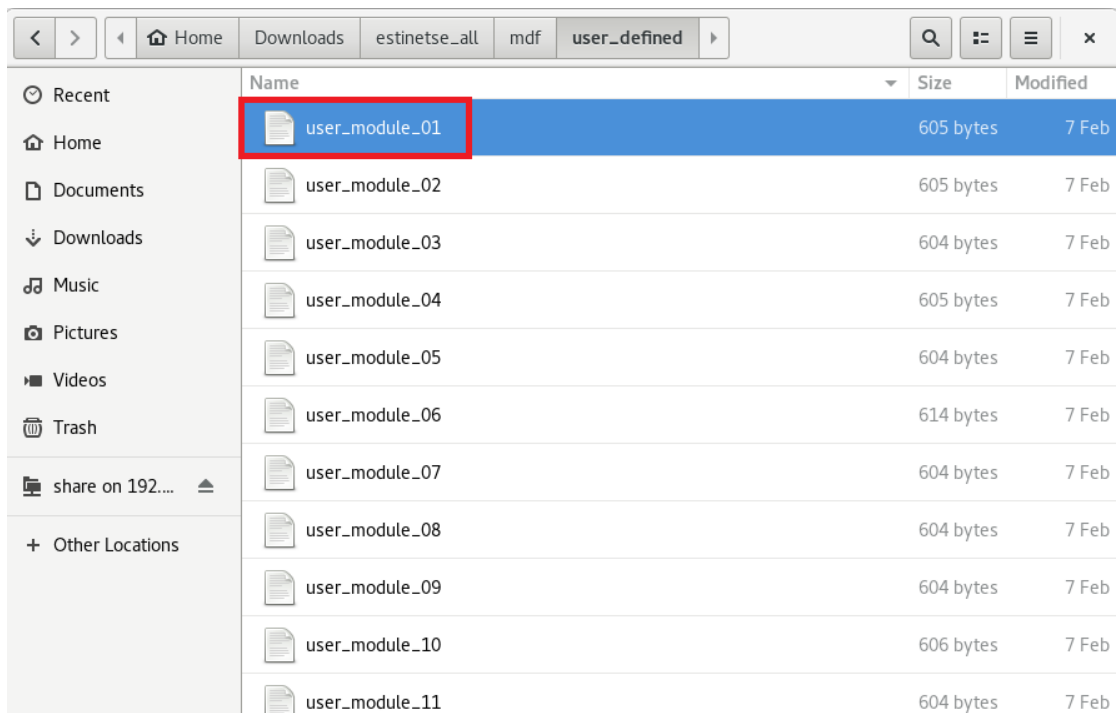 Home Downloads estinetse_all mdf user_defined
Name Size Modified
Recent
Home
Documents
Downloads
Music
Pictures
Videos
Trash
share on 192....
+ Other Locations
user_module_01 605 bytes 7 Feb
user_module_02 605 bytes 7 Feb
user_module_03 604 bytes 7 Feb
user_module_04 605 bytes 7 Feb
user_module_05 604 bytes 7 Feb
user_module_06 614 bytes 7 Feb
user_module_07 604 bytes 7 Feb
user_module_08 604 bytes 7 Feb
user_module_09 604 bytes 7 Feb
user_module_10 606 bytes 7 Feb
user_module_11 604 bytes 7 Feb